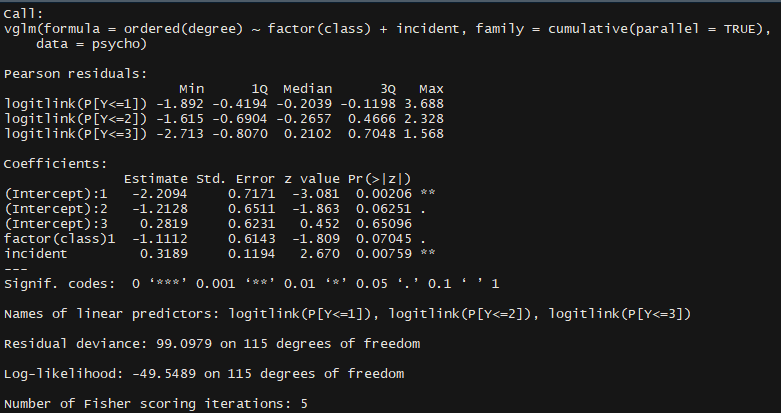 Call:
vglm(formula = ordered(degree) ~ factor(class) + incident, family = cumulative(parallel = TRUE),
    data = psycho)

Pearson residuals:
                      Min      1Q  Median      3Q   Max
logitlink(P[Y<=1]) -1.892 -0.4194 -0.2039 -0.1198 3.688
logitlink(P[Y<=2]) -1.615 -0.6904 -0.2657  0.4666 2.328
logitlink(P[Y<=3]) -2.713 -0.8070  0.2102  0.7048 1.568

Coefficients:
               Estimate Std. Error z value Pr(>|z|)
(Intercept):1   -2.2094     0.7171  -3.081  0.00206 **
(Intercept):2   -1.2128     0.6511  -1.863  0.06251 .
(Intercept):3    0.2819     0.6231   0.452  0.65096
factor(class)1  -1.1112     0.6143  -1.809  0.07045 .
incident         0.3189     0.1194   2.670  0.00759 **
---
Signif. codes:  0 ‘***’ 0.001 ‘**’ 0.01 ‘*’ 0.05 ‘.’ 0.1 ‘ ’ 1

Names of linear predictors: logitlink(P[Y<=1]), logitlink(P[Y<=2]), logitlink(P[Y<=3])

Residual deviance: 99.0979 on 115 degrees of freedom

Log-likelihood: -49.5489 on 115 degrees of freedom

Number of Fisher scoring iterations: 5